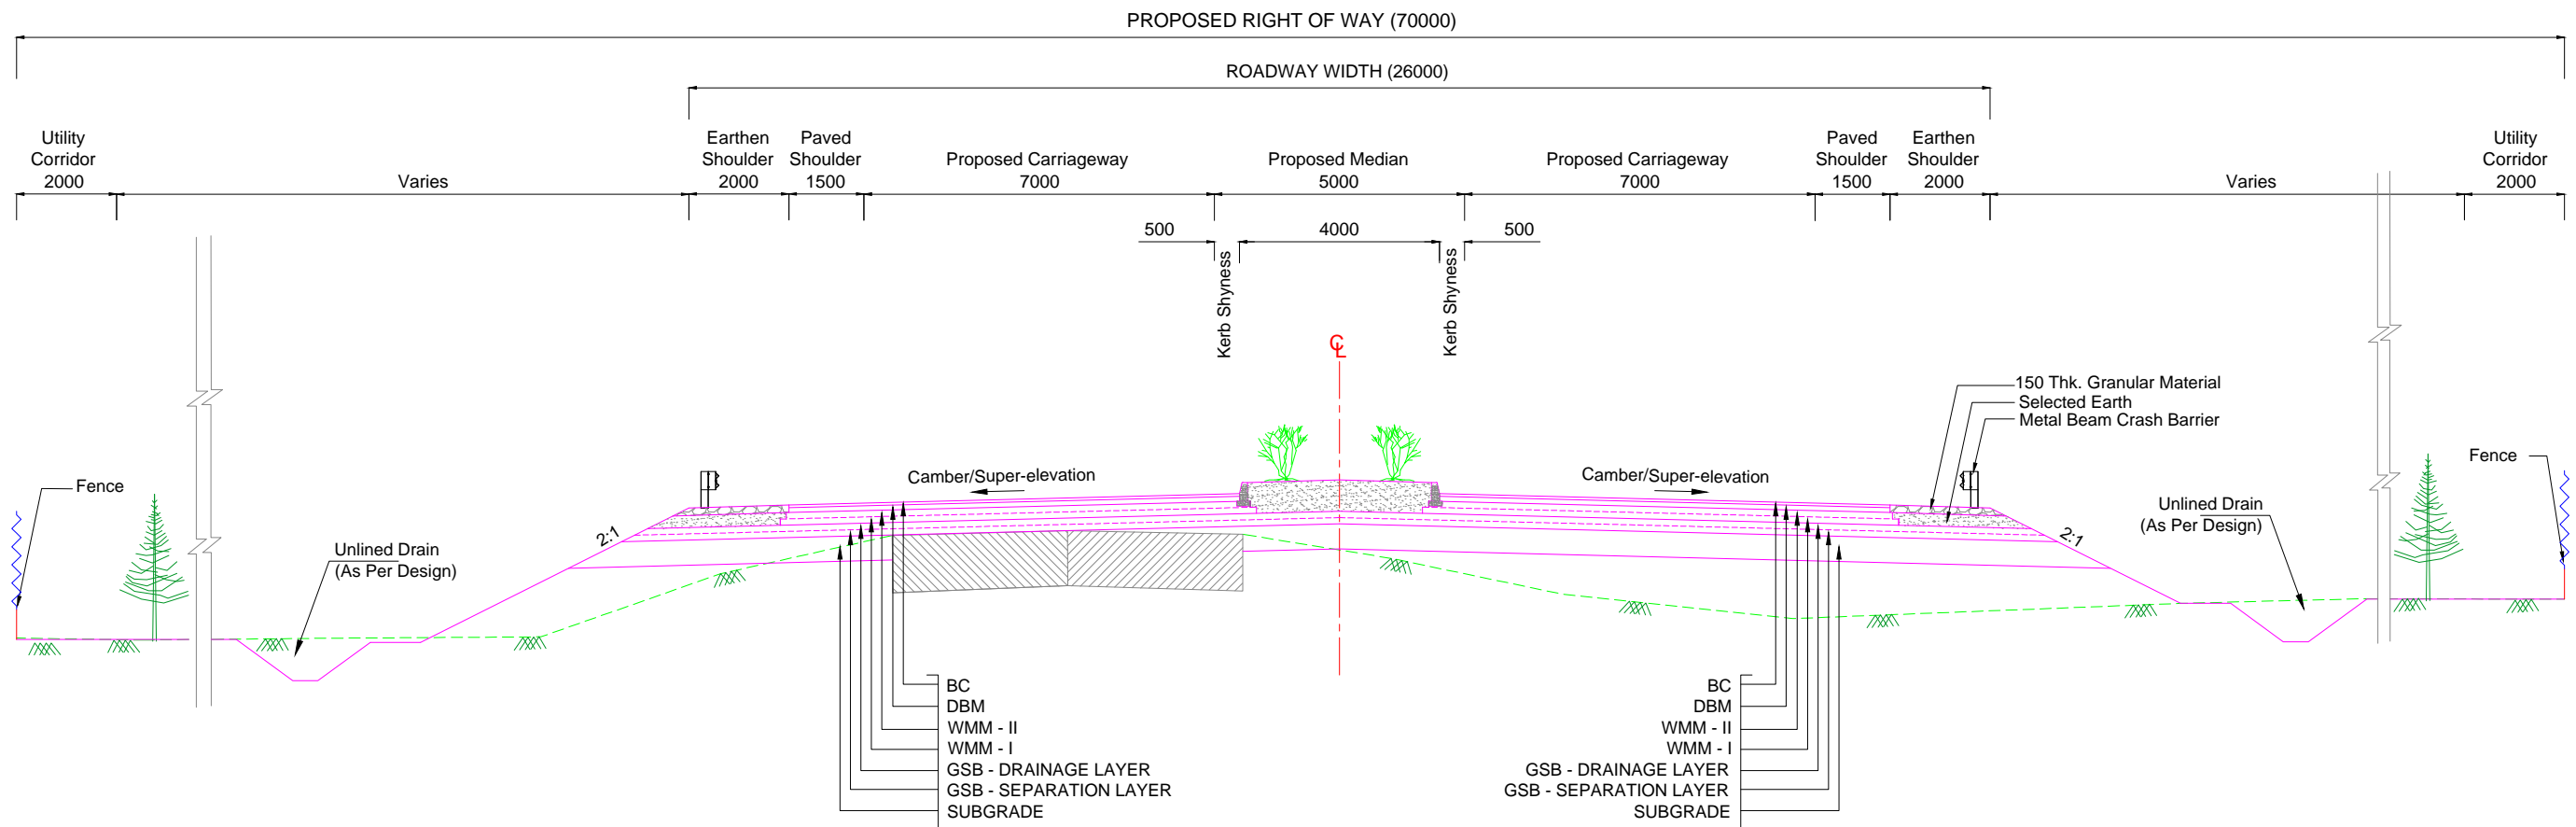 PROPOSED RIGHT OF WAY (70000)
ROADWAY WIDTH (26000)
Utility
Corridor
2000
Varies
Earthen
Shoulder
2000
Paved
Shoulder
1500
Proposed Carriageway
7000
Proposed Median
5000
Proposed Carriageway
7000
Paved
Shoulder
1500
Earthen
Shoulder
2000
Varies
Utility
Corridor
2000
500
4000
500
Kerb Shyness
Kerb Shyness
CL
150 Thk. Granular Material
Selected Earth
Metal Beam Crash Barrier
Fence
Camber/Super-elevation
Camber/Super-elevation
Fence
2:1
2:1
Unlined Drain
(As Per Design)
Unlined Drain
(As Per Design)
BC
DBM
WMM - II
WMM - I
GSB - DRAINAGE LAYER
GSB - SEPARATION LAYER
SUBGRADE
BC
DBM
WMM - II
WMM - I
GSB - DRAINAGE LAYER
GSB - SEPARATION LAYER
SUBGRADE